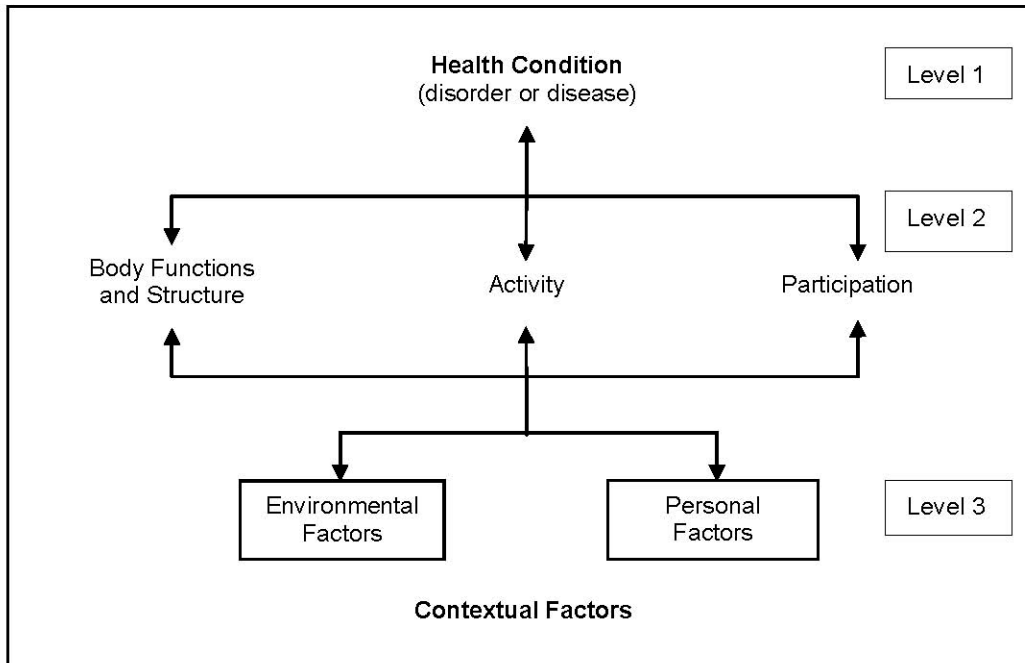 Health Condition
(disorder or disease)
Level 1
Level 2
Body Functions
and Structure
Activity
Participation
Environmental
Factors
Personal
Factors
Level 3
Contextual Factors